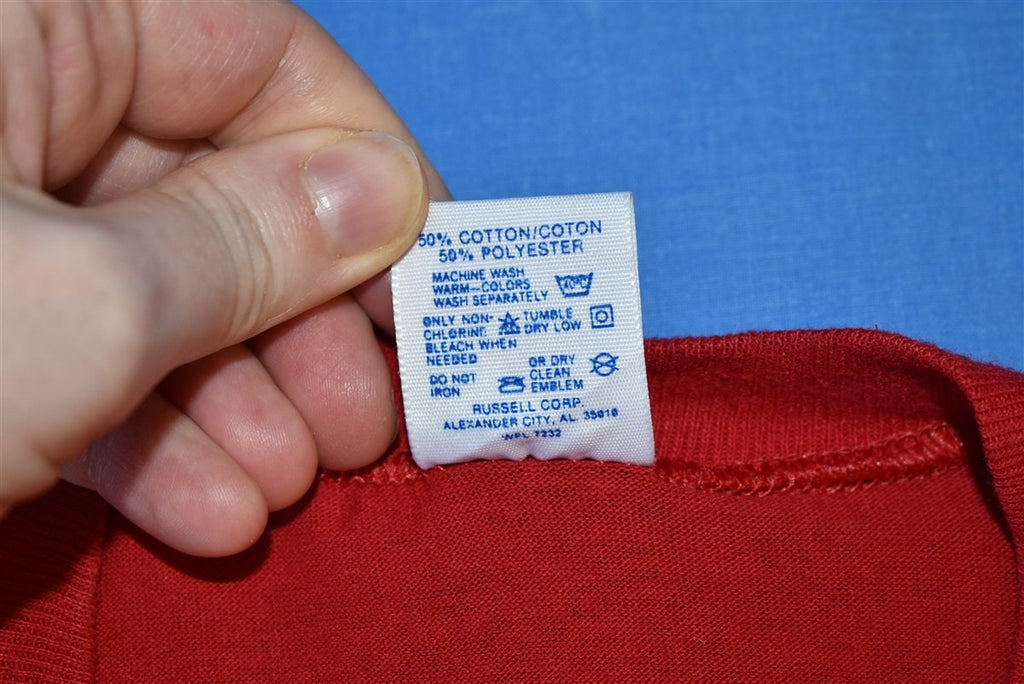 50% COTTON/COTON
50% POLYESTER
MACHINE WASH
WARM-COLORS
WASH SEPARATELY
40°C
ONLY NON-
CHLORINE
BLEACH WHEN
NEEDED
TUMBLE
DRY LOW
DO NOT
IRON
OR DRY
CLEAN
EMBLEM
RUSSELL CORP.
ALEXANDER CITY, AL. 35010
WPL 7232